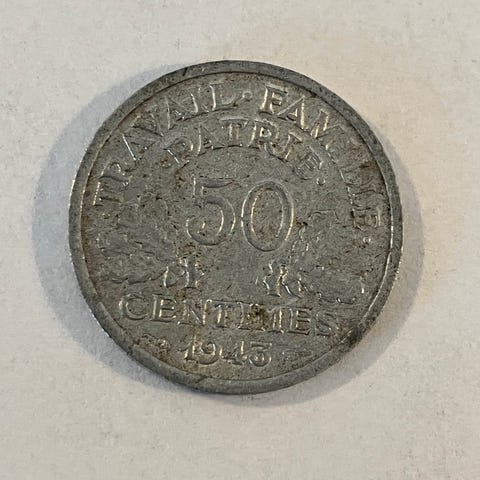 TRAVAIL · FAMILLE ·
PATRIE ·
50
CENTIMES
1943